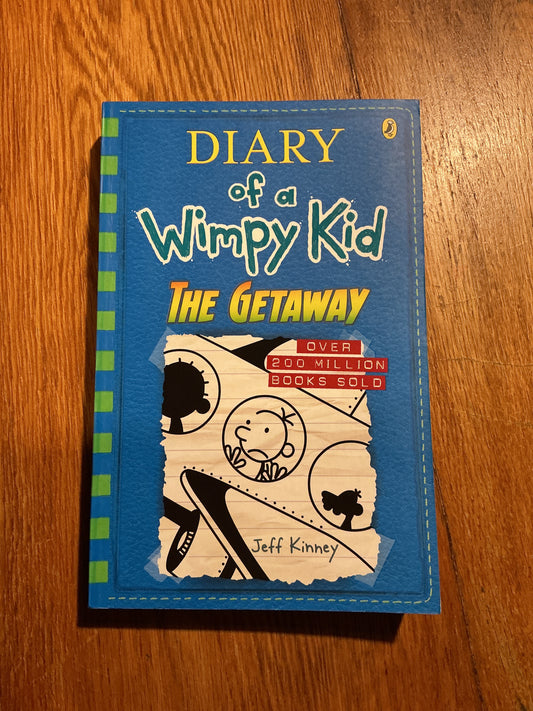 DIARY
of a
Wimpy Kid
THE GETAWAY
OVER
200 MILLION
BOOKS SOLD
Jeff Kinney